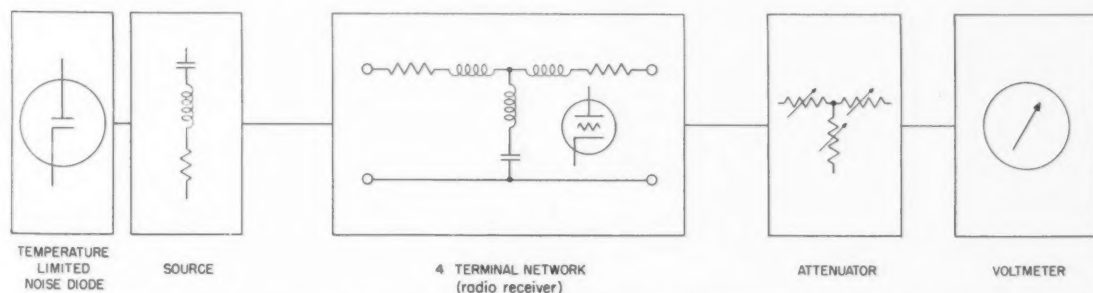 TEMPERATURE
LIMITED
NOISE DIODE
SOURCE
4 TERMINAL NETWORK
(radio receiver)
ATTENUATOR
VOLTMETER